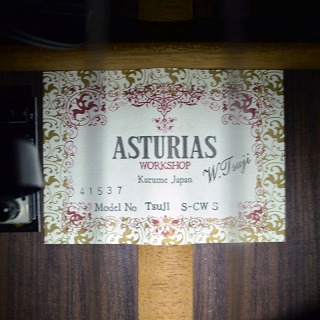 ASTURIAS
WORKSHOP
Kurume Japan
W.Tsuji
41537
Model No Tsuji S-CW S